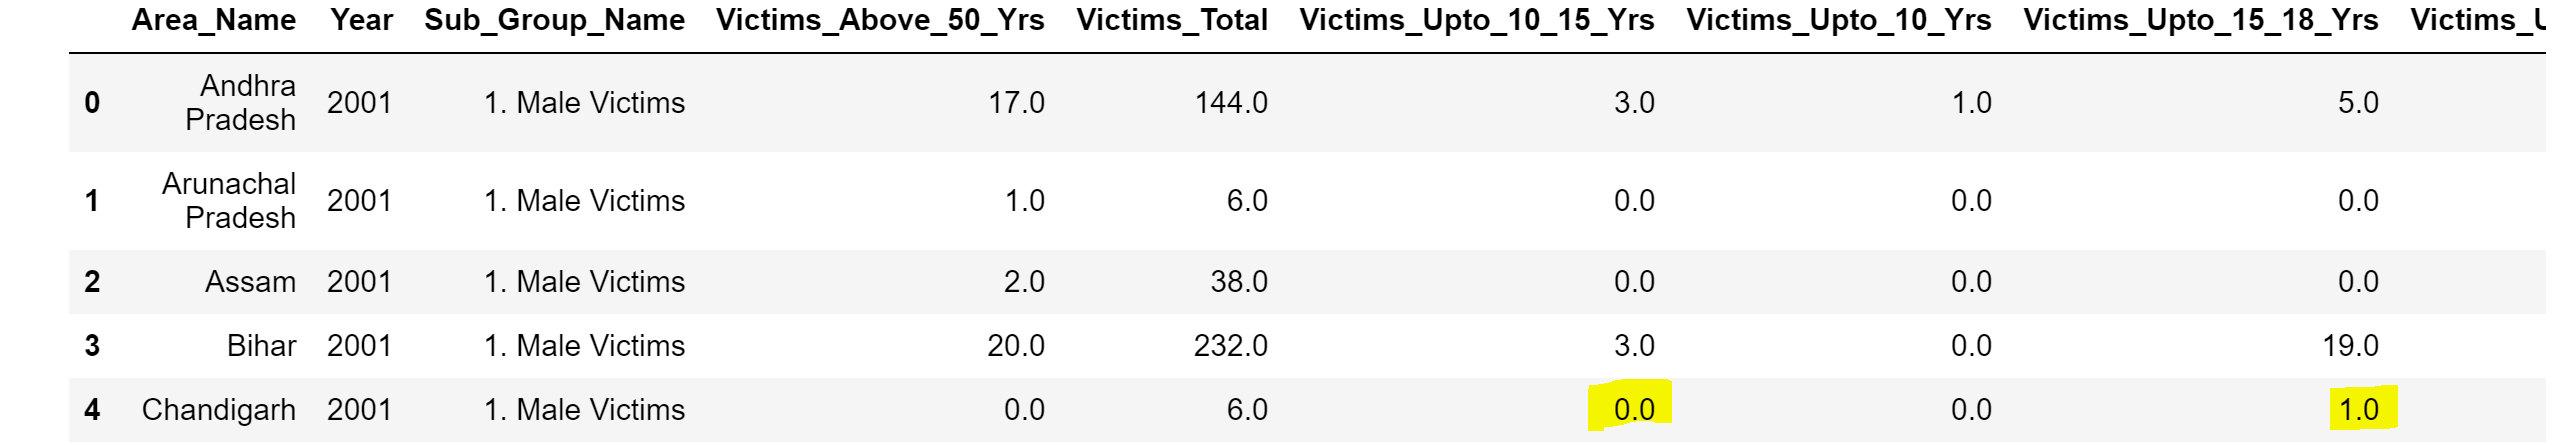 Area_Name Year Sub_Group_Name Victims_Above_50_Yrs Victims_Total Victims_Upto_10_15_Yrs Victims_Upto_10_Yrs Victims_Upto_15_18_Yrs Victims_U
0 Andhra Pradesh 2001 1. Male Victims 17.0 144.0 3.0 1.0 5.0
1 Arunachal Pradesh 2001 1. Male Victims 1.0 6.0 0.0 0.0 0.0
2 Assam 2001 1. Male Victims 2.0 38.0 0.0 0.0 0.0
3 Bihar 2001 1. Male Victims 20.0 232.0 3.0 0.0 19.0
4 Chandigarh 2001 1. Male Victims 0.0 6.0 0.0 0.0 1.0